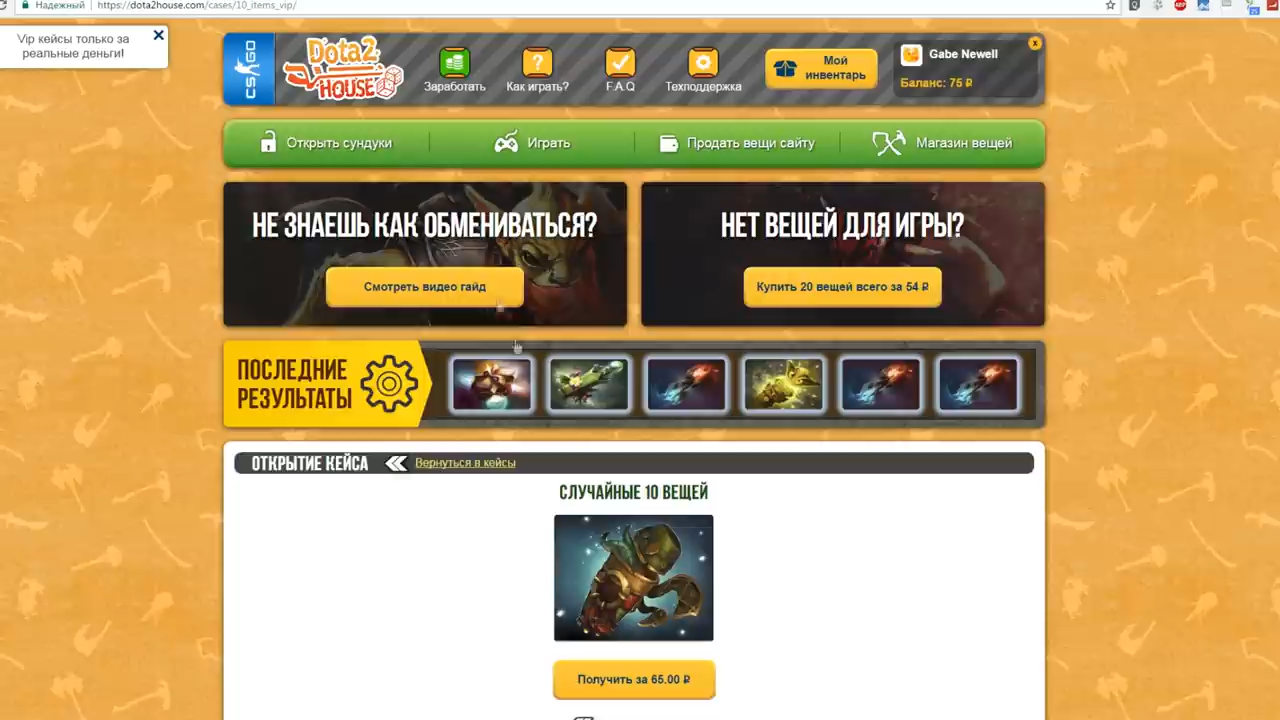 Надежный
https://dota2house.com/cases/10_items_vip/
Vip кейсы только за
реальные деньги!
CS GO
Dota2
HOUSE
Заработать
Как играть?
F.A.Q
Техподдержка
Мой
инвентарь
Gabe Newell
Баланс: 75 ₽
Открыть сундуки
Играть
Продать вещи сайту
Магазин вещей
НЕ ЗНАЕШЬ КАК ОБМЕНИВАТЬСЯ?
Смотреть видео гайд
НЕТ ВЕЩЕЙ ДЛЯ ИГРЫ?
Купить 20 вещей всего за 54 ₽
ПОСЛЕДНИЕ
РЕЗУЛЬТАТЫ
ОТКРЫТИЕ КЕЙСА
Вернуться в кейсы
СЛУЧАЙНЫЕ 10 ВЕЩЕЙ
Получить за 65.00 ₽